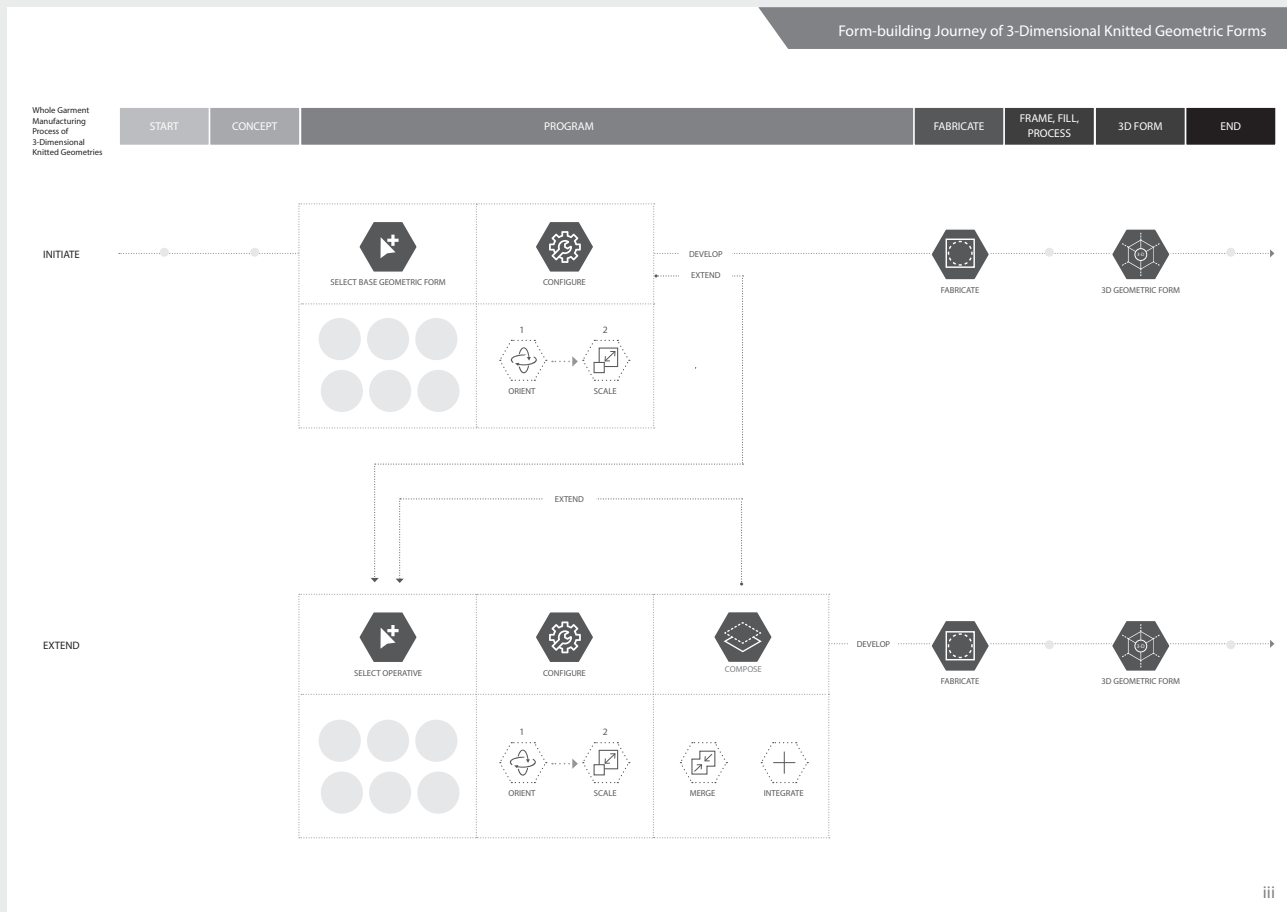 Form-building Journey of 3-Dimensional Knitted Geometric Forms
Whole Garment
Manufacturing
Process of
3-Dimensional
Knitted Geometries
START
CONCEPT
PROGRAM
FABRICATE
FRAME, FILL,
PROCESS
3D FORM
END
INITIATE
SELECT BASE GEOMETRIC FORM
CONFIGURE
DEVELOP
EXTEND
FABRICATE
3-D
3D GEOMETRIC FORM
1
2
ORIENT
SCALE
,
EXTEND
EXTEND
SELECT OPERATIVE
CONFIGURE
COMPOSE
DEVELOP
FABRICATE
3-D
3D GEOMETRIC FORM
1
2
ORIENT
SCALE
MERGE
INTEGRATE
iii